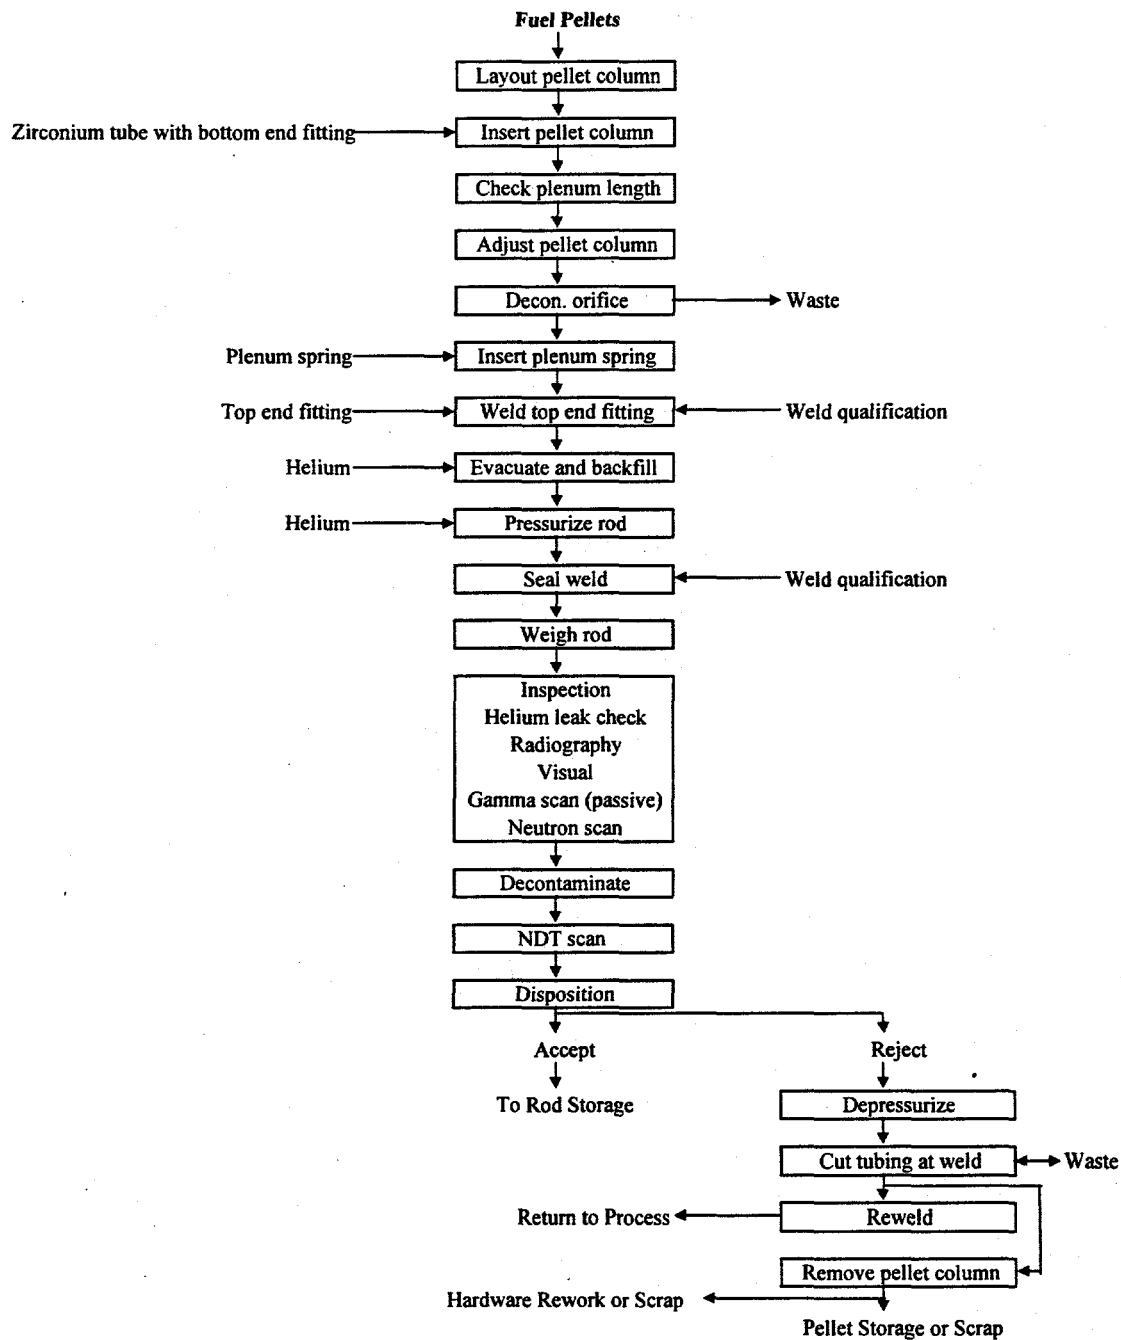 Fuel Pellets
Layout pellet column
Zirconium tube with bottom end fitting
Insert pellet column
Check plenum length
Adjust pellet column
Decon. orifice
Waste
Plenum spring
Insert plenum spring
Top end fitting
Weld top end fitting
Weld qualification
Helium
Evacuate and backfill
Helium
Pressurize rod
Seal weld
Weld qualification
Weigh rod
Inspection
Helium leak check
Radiography
Visual
Gamma scan (passive)
Neutron scan
Decontaminate
NDT scan
Disposition
Accept
Reject
To Rod Storage
Depressurize
Cut tubing at weld
Waste
Return to Process
Reweld
Remove pellet column
Hardware Rework or Scrap
Pellet Storage or Scrap